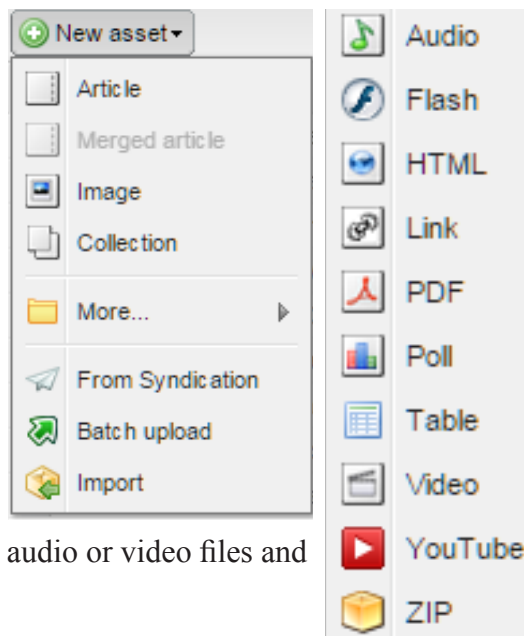 New asset
Article
Merged article
Image
Collection
More...
From Syndication
Batch upload
Import
audio or video files and
Audio
Flash
HTML
Link
PDF
Poll
Table
Video
YouTube
ZIP